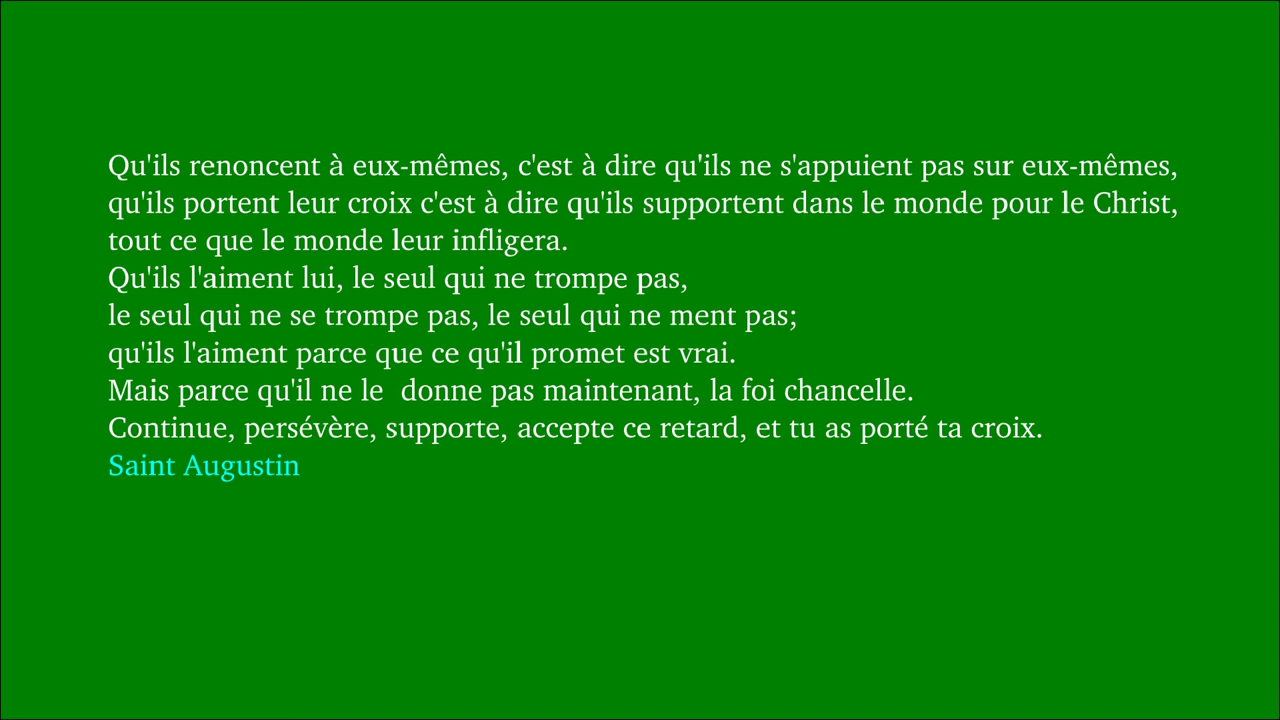 Qu'ils renoncent à eux-mêmes, c'est à dire qu'ils ne s'appuient pas sur eux-mêmes,
qu'ils portent leur croix c'est à dire qu'ils supportent dans le monde pour le Christ,
tout ce que le monde leur infligera.
Qu'ils l'aiment lui, le seul qui ne trompe pas,
le seul qui ne se trompe pas, le seul qui ne ment pas;
qu'ils l'aiment parce que ce qu'il promet est vrai.
Mais parce qu'il ne le  donne pas maintenant, la foi chancelle.
Continue, persévère, supporte, accepte ce retard, et tu as porté ta croix.
Saint Augustin